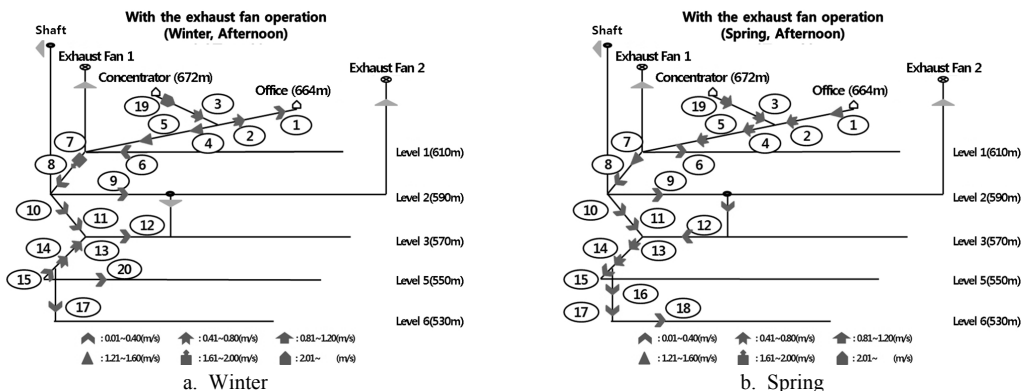 With the exhaust fan operation
(Winter, Afternoon)
Shaft
Exhaust Fan 1
Concentrator (672m)
Exhaust Fan 2
Office (664m)
19
3
5
1
2
4
7
6
Level 1(610m)
8
9
Level 2(590m)
10
11
12
Level 3(570m)
14
13
20
15
Level 5(550m)
17
Level 6(530m)
: 0.01~0.40(m/s)
: 0.41~0.80(m/s)
: 0.81~1.20(m/s)
: 1.21~1.60(m/s)
: 1.61~2.00(m/s)
: 2.01~ (m/s)
a. Winter
With the exhaust fan operation
(Spring, Afternoon)
Shaft
Exhaust Fan 1
Concentrator (672m)
Exhaust Fan 2
Office (664m)
19
3
5
1
2
4
7
6
Level 1(610m)
8
9
Level 2(590m)
10
11
12
Level 3(570m)
14
13
15
Level 5(550m)
16
17
18
Level 6(530m)
: 0.01~0.40(m/s)
: 0.41~0.80(m/s)
: 0.81~1.20(m/s)
: 1.21~1.60(m/s)
: 1.61~2.00(m/s)
: 2.01~ (m/s)
b. Spring